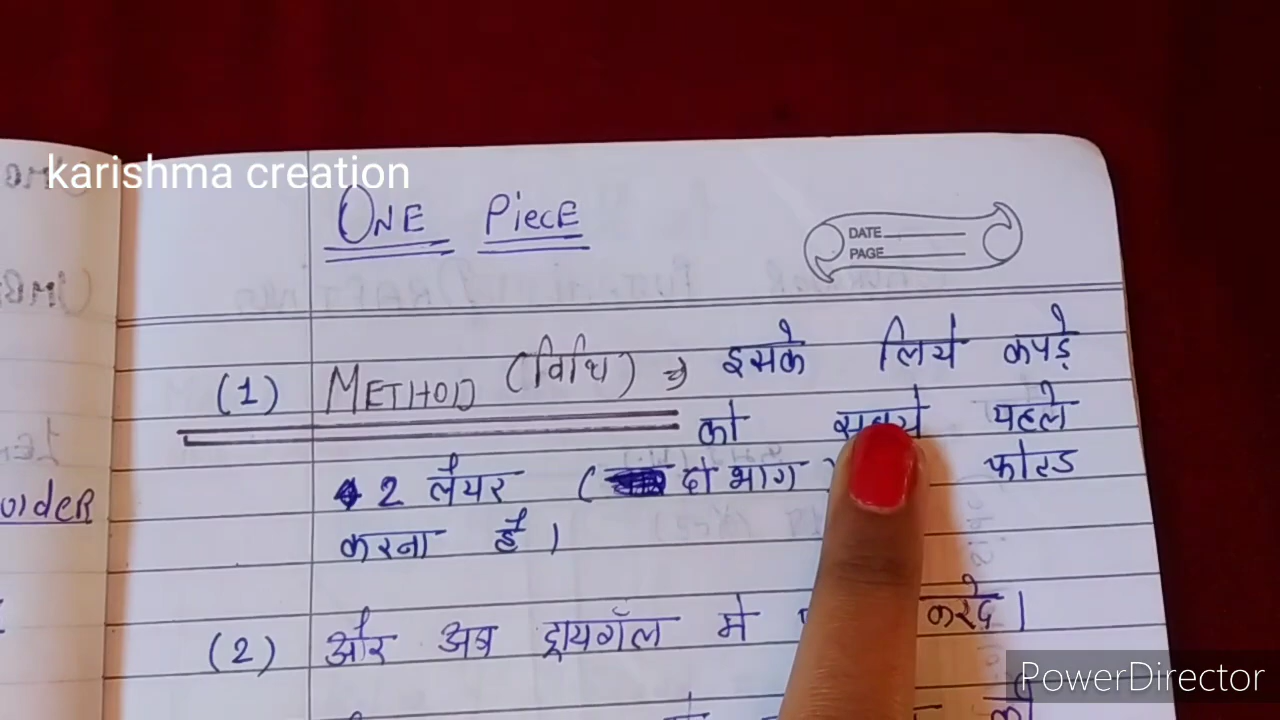 karishma creation
ONE PiecE
DATE
PAGE
(1) METHOD (विधि) → इसके लिये कपड़े
को पहले
2 लेयर ( दो भाग फोल्ड
करना है ।
(2) और अब ट्रायगॅल मे करदे ।
oldeR
PowerDirector